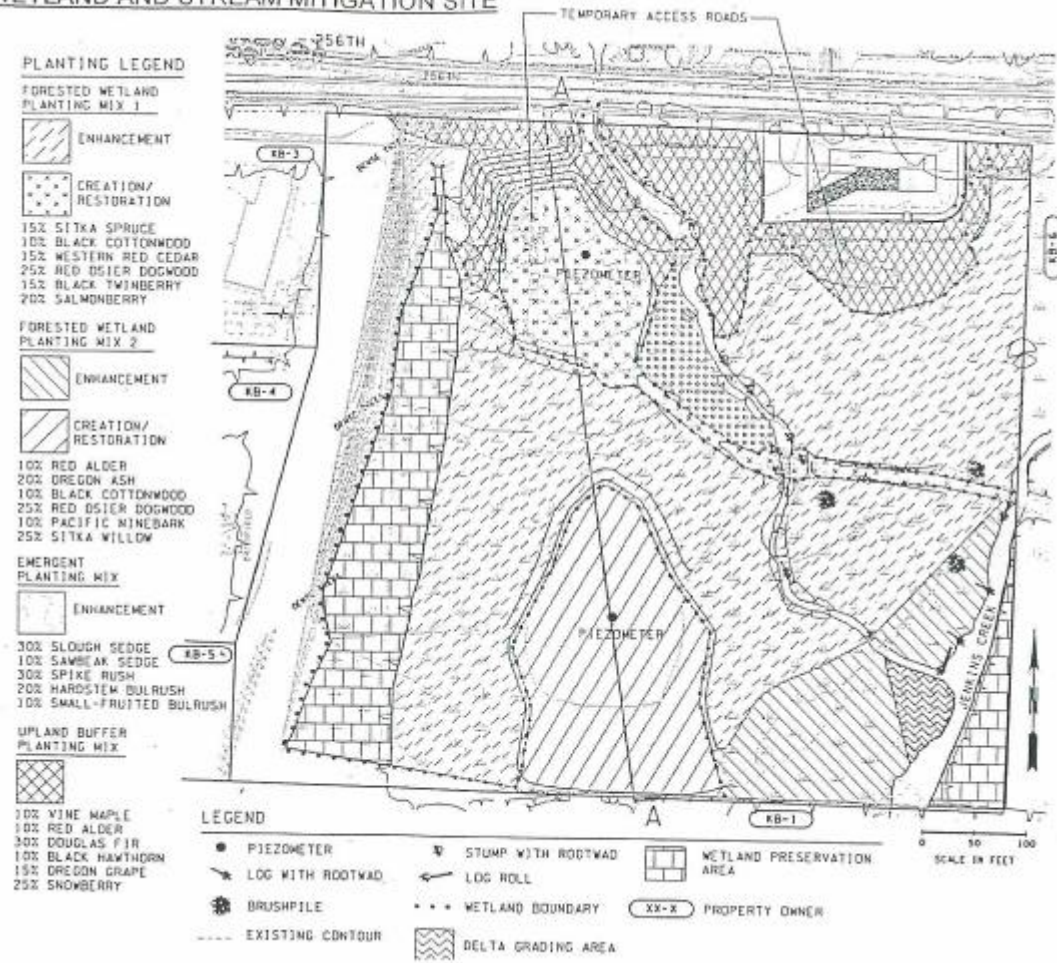 WETLAND AND STREAM MITIGATION SITE
TEMPORARY ACCESS ROADS
256TH
256TH
A
PLANTING LEGEND
FORESTED WETLAND
PLANTING MIX 1
ENHANCEMENT
CREATION/
RESTORATION
15% SITKA SPRUCE
10% BLACK COTTONWOOD
15% WESTERN RED CEDAR
25% RED OSIER DOGWOOD
15% BLACK TWINBERRY
20% SALMONBERRY
FORESTED WETLAND
PLANTING MIX 2
ENHANCEMENT
CREATION/
RESTORATION
10% RED ALDER
20% OREGON ASH
10% BLACK COTTONWOOD
25% RED OSIER DOGWOOD
10% PACIFIC NINEBARK
25% SITKA WILLOW
EMERGENT
PLANTING MIX
ENHANCEMENT
30% SLOUGH SEDGE
10% SAWBEAK SEDGE
30% SPIKE RUSH
20% HARDSTEM BULRUSH
10% SMALL-FRUITED BULRUSH
UPLAND BUFFER
PLANTING MIX
10% VINE MAPLE
10% RED ALDER
30% DOUGLAS FIR
10% BLACK HAWTHORN
15% OREGON GRAPE
25% SNOWBERRY
KB-3
KB-4
KB-5
PIEZOMETER
PIEZOMETER
JENKINS CREEK
A
KB-1
LEGEND
PIEZOMETER
LOG WITH ROOTWAD
BRUSHPILE
EXISTING CONTOUR
STUMP WITH ROOTWAD
LOG ROLL
WETLAND BOUNDARY
DELTA GRADING AREA
WETLAND PRESERVATION
AREA
XX-X PROPERTY OWNER
0 50 100
SCALE IN FEET